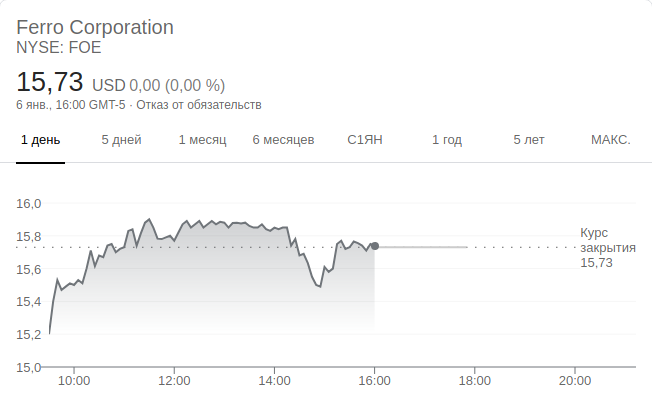 Ferro Corporation
NYSE: FOE
15,73 USD 0,00 (0,00 %)
6 янв., 16:00 GMT-5 · Отказ от обязательств
1 день 5 дней 1 месяц 6 месяцев С1ЯН 1 год 5 лет МАКС.
16,0
15,8
15,6
15,4
15,2
15,0
Курс
закрытия
15,73
10:00 12:00 14:00 16:00 18:00 20:00